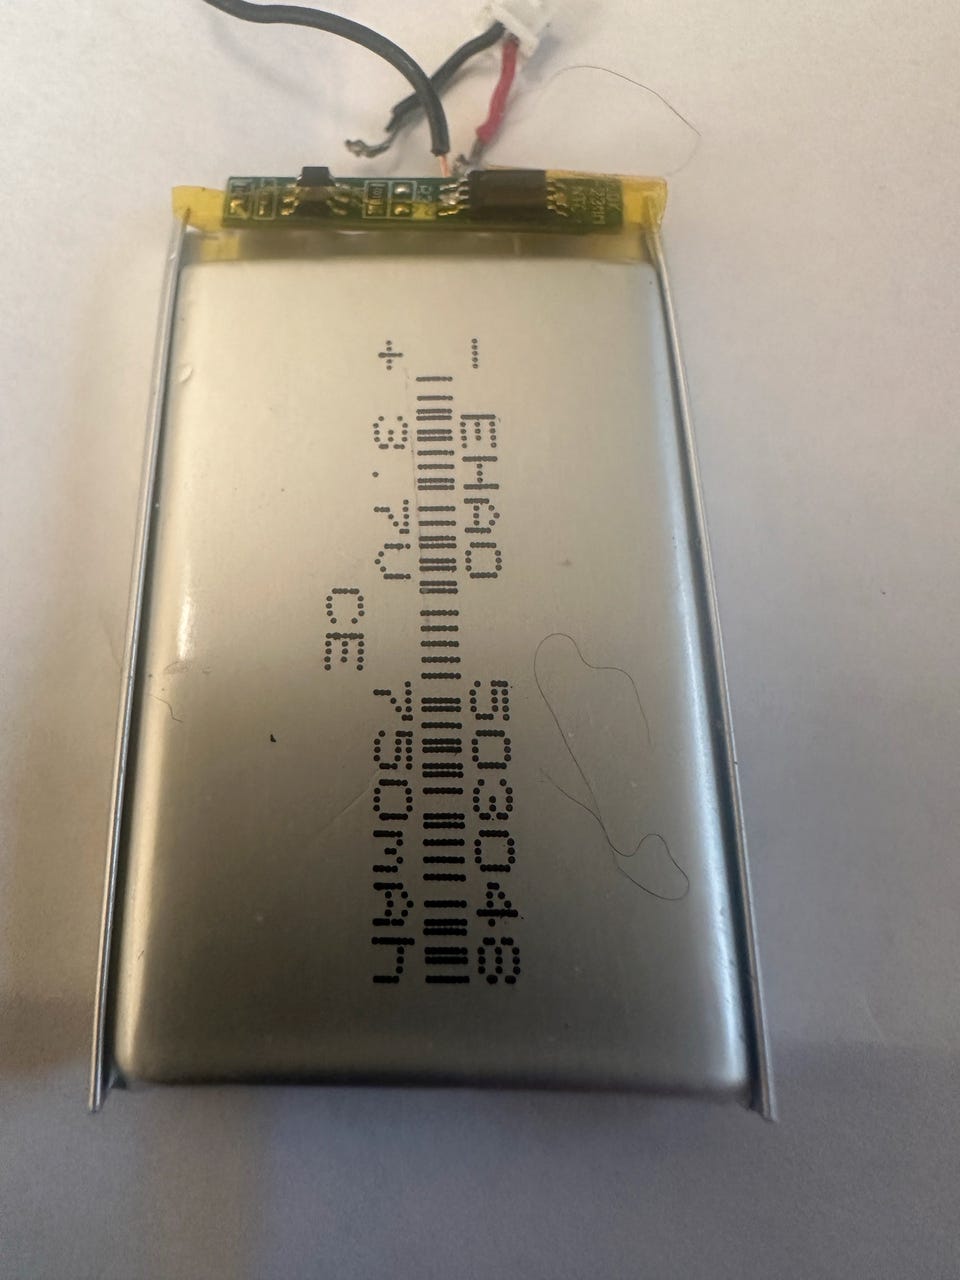 - EHAO 503048
+ 3.7V 750mAh
CE